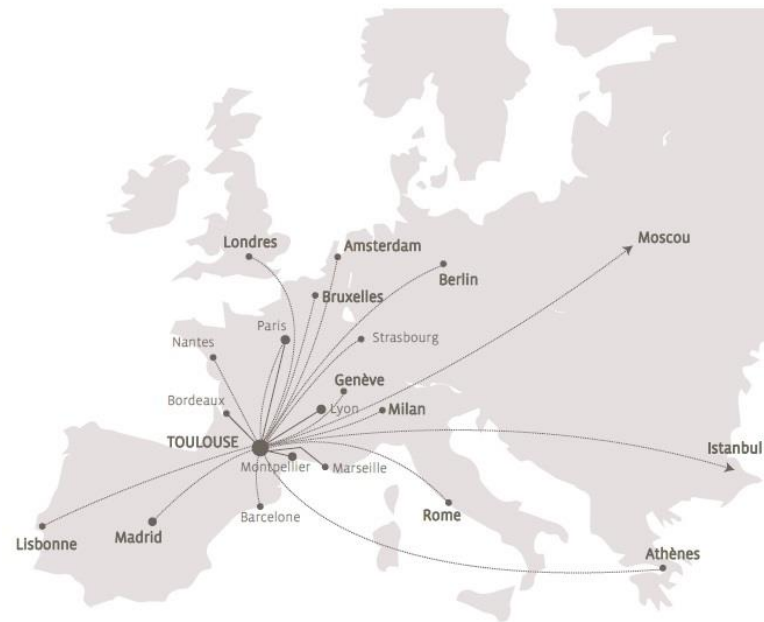 Londres
Amsterdam
Moscou
Berlin
Bruxelles
Paris
Strasbourg
Nantes
Genève
Bordeaux
Lyon
Milan
TOULOUSE
Istanbul
Montpellier
Marseille
Barcelone
Rome
Madrid
Lisbonne
Athènes